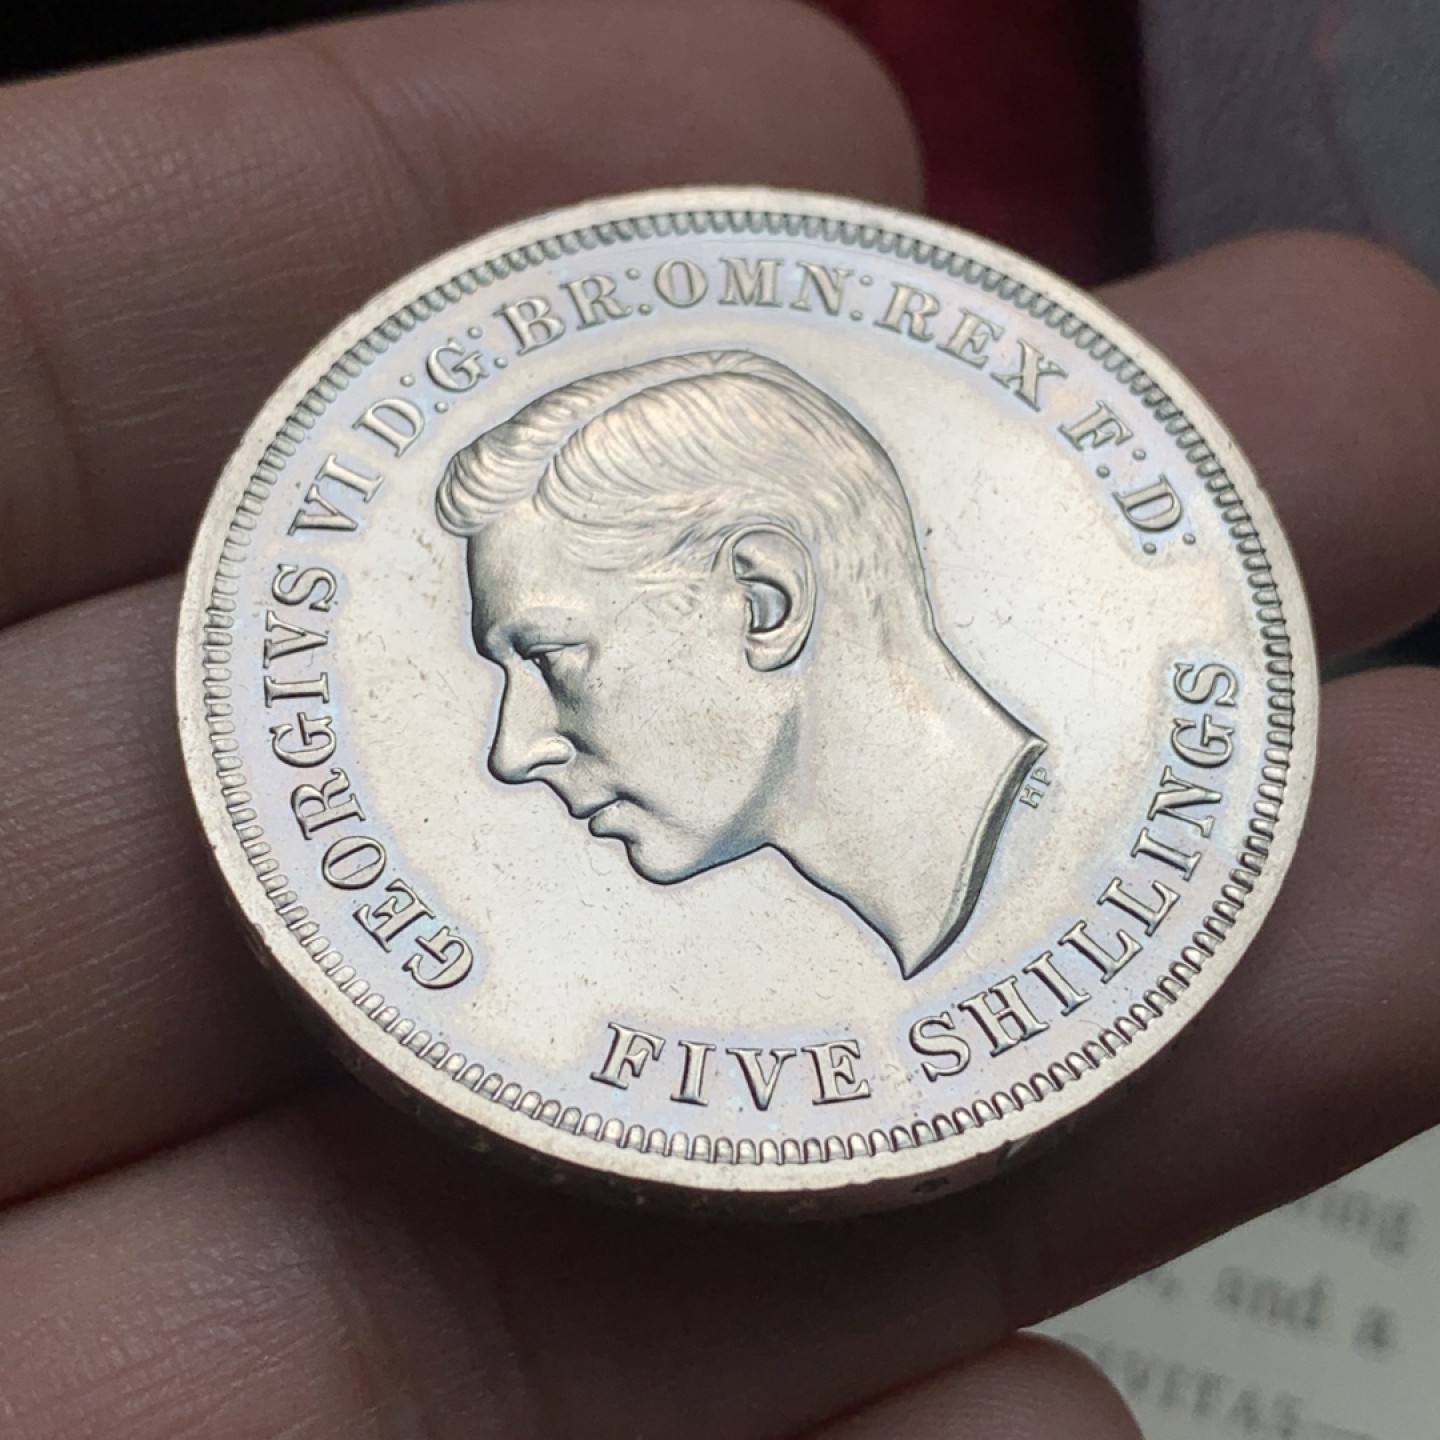 GEORGIVS VI D:G:BR:OMN:REX F:D:
FIVE SHILLINGS
HP
and a